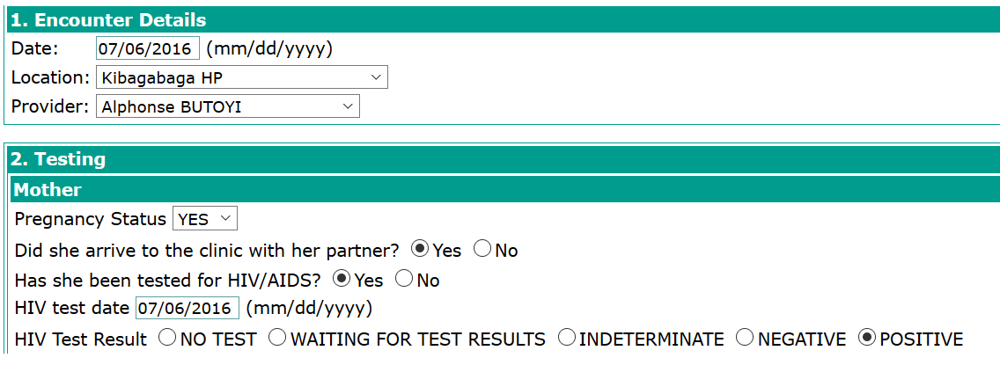 1. Encounter Details
Date: 07/06/2016 (mm/dd/yyyy)
Location: Kibagabaga HP
Provider: Alphonse BUTOYI
2. Testing
Mother
Pregnancy Status YES
Did she arrive to the clinic with her partner? Yes No
Has she been tested for HIV/AIDS? Yes No
HIV test date 07/06/2016 (mm/dd/yyyy)
HIV Test Result NO TEST WAITING FOR TEST RESULTS INDETERMINATE NEGATIVE POSITIVE